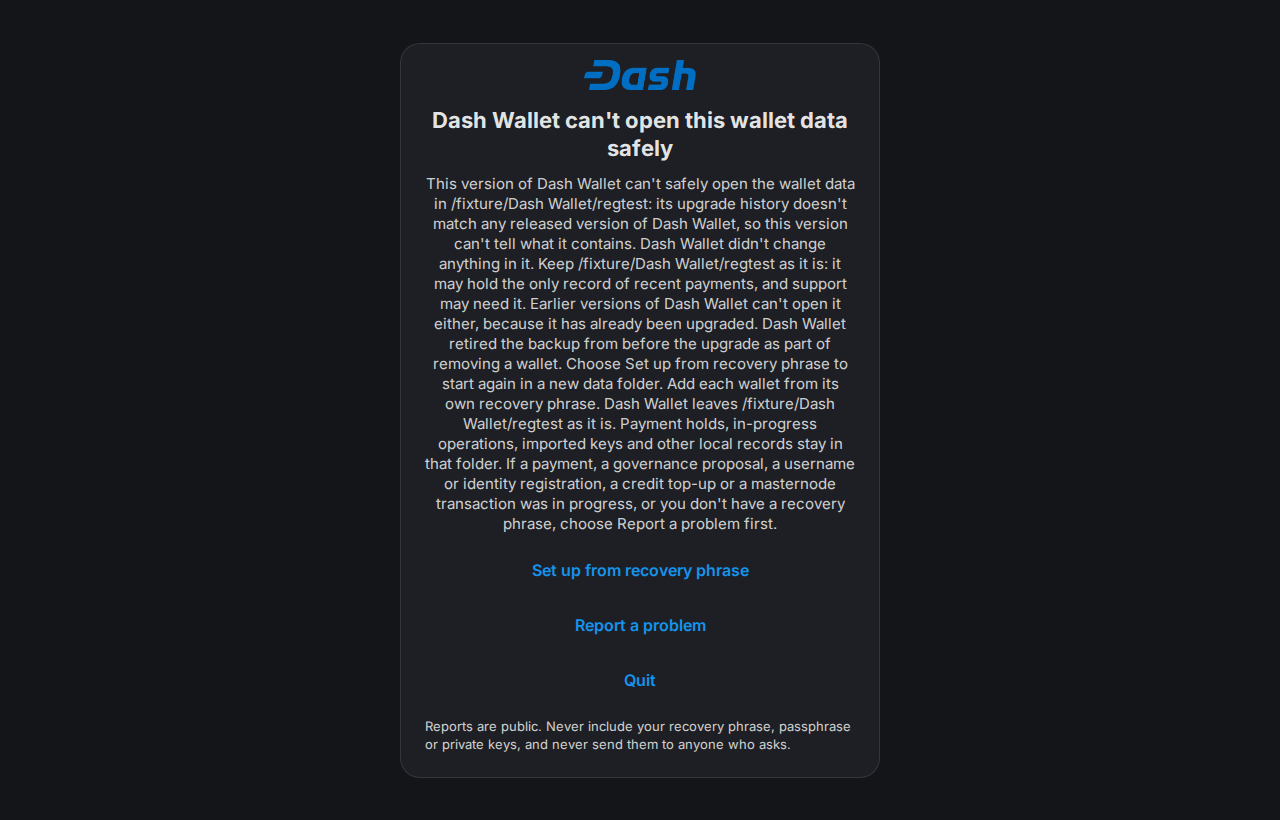 Dash
Dash Wallet can't open this wallet data
safely
This version of Dash Wallet can't safely open the wallet data
in /fixture/Dash Wallet/regtest: its upgrade history doesn't
match any released version of Dash Wallet, so this version
can't tell what it contains. Dash Wallet didn't change
anything in it. Keep /fixture/Dash Wallet/regtest as it is: it
may hold the only record of recent payments, and support
may need it. Earlier versions of Dash Wallet can't open it
either, because it has already been upgraded. Dash Wallet
retired the backup from before the upgrade as part of
removing a wallet. Choose Set up from recovery phrase to
start again in a new data folder. Add each wallet from its
own recovery phrase. Dash Wallet leaves /fixture/Dash
Wallet/regtest as it is. Payment holds, in-progress
operations, imported keys and other local records stay in
that folder. If a payment, a governance proposal, a username
or identity registration, a credit top-up or a masternode
transaction was in progress, or you don't have a recovery
phrase, choose Report a problem first.
Set up from recovery phrase
Report a problem
Quit
Reports are public. Never include your recovery phrase, passphrase
or private keys, and never send them to anyone who asks.